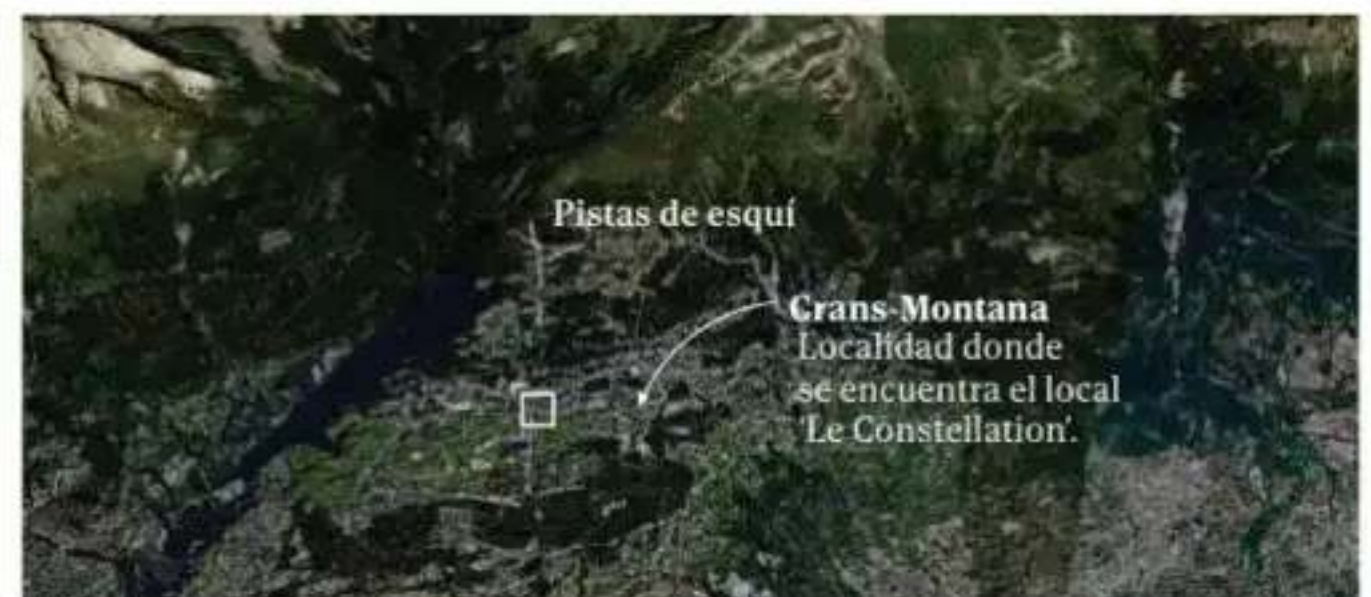 Pistas de esquí
Crans-Montana
Localidad donde
se encuentra el local
'Le Constellation'.